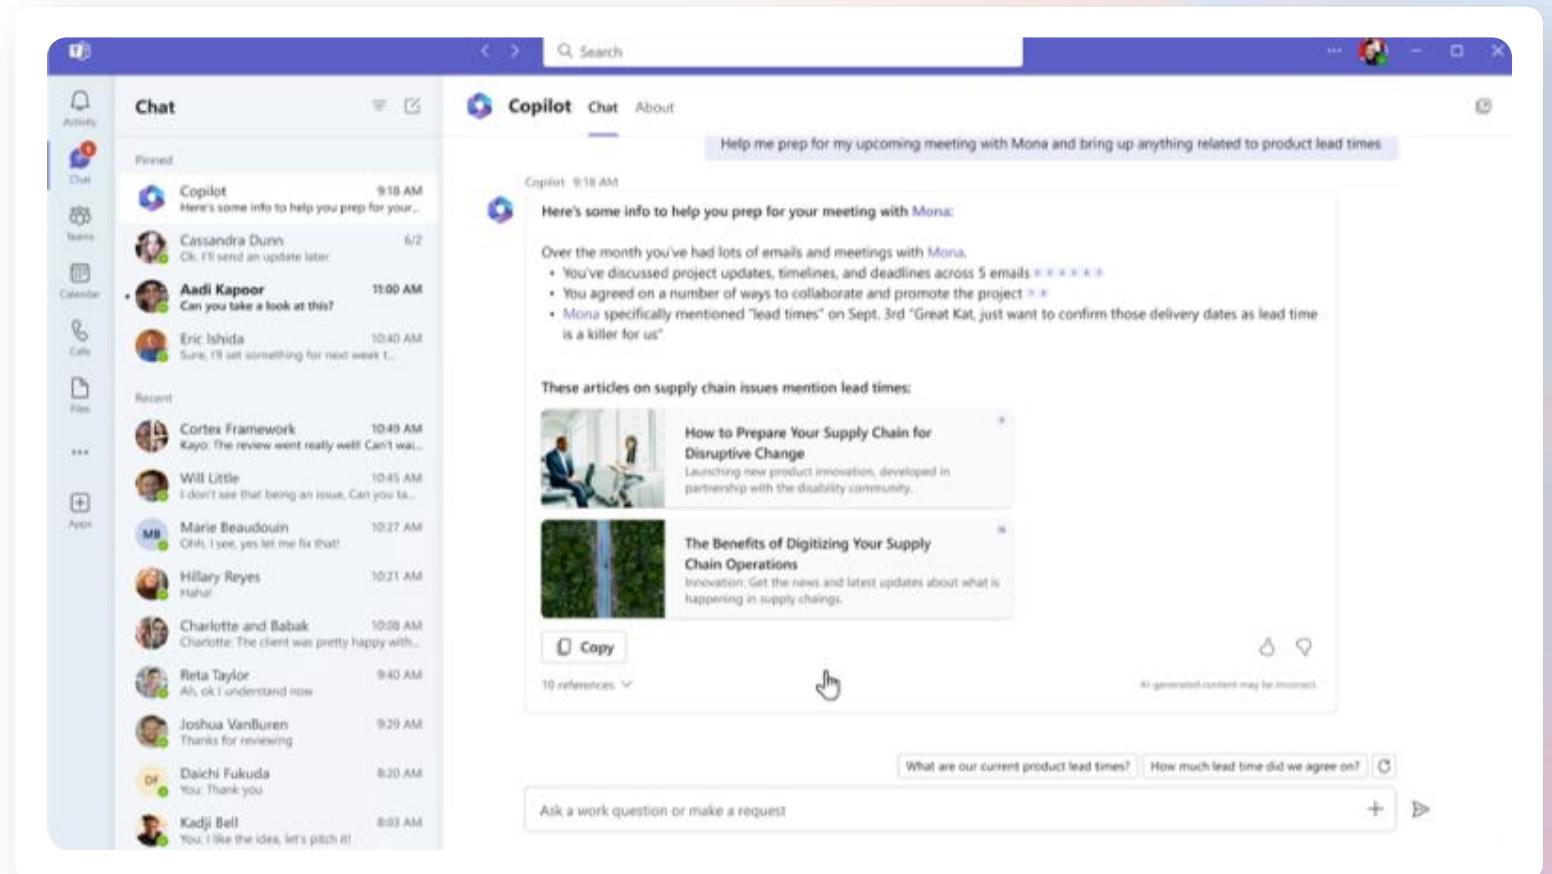 Search
Activity
Chat
Teams
Calendar
Calls
Files
Apps
Chat
Pinned
Copilot 9:18 AM
Here's some info to help you prep for your...
Cassandra Dunn 6/2
Ok. I'll send an update later
Aadi Kapoor 11:00 AM
Can you take a look at this?
Eric Ishida 10:40 AM
Sure, I'll set something for next week t...
Recent
Cortex Framework 10:49 AM
Kayo: The review went really well! Can't wai...
Will Little 10:45 AM
I don't see that being an issue, Can you ta...
MB
Marie Beaudouin 10:27 AM
Ohh, I see, yes let me fix that!
Hillary Reyes 10:21 AM
Haha!
Charlotte and Babak 10:08 AM
Charlotte: The client was pretty happy with...
Reta Taylor 9:40 AM
Ah, ok I understand now
Joshua VanBuren 9:29 AM
Thanks for reviewing
DF
Daichi Fukuda 8:20 AM
You: Thank you
Kadji Bell 8:03 AM
You: I like the idea, let's pitch it!
Copilot Chat About
Help me prep for my upcoming meeting with Mona and bring up anything related to product lead times
Copilot 9:18 AM
Here's some info to help you prep for your meeting with Mona:
Over the month you've had lots of emails and meetings with Mona.
• You've discussed project updates, timelines, and deadlines across 5 emails
• You agreed on a number of ways to collaborate and promote the project
• Mona specifically mentioned "lead times" on Sept. 3rd "Great Kat, just want to confirm those delivery dates as lead time
is a killer for us"
These articles on supply chain issues mention lead times:
How to Prepare Your Supply Chain for
Disruptive Change
Launching new product innovation, developed in
partnership with the disability community.
The Benefits of Digitizing Your Supply
Chain Operations
Innovation: Get the news and latest updates about what is
happening in supply chaings.
Copy
10 references
AI generated content may be incorrect.
What are our current product lead times? How much lead time did we agree on?
Ask a work question or make a request